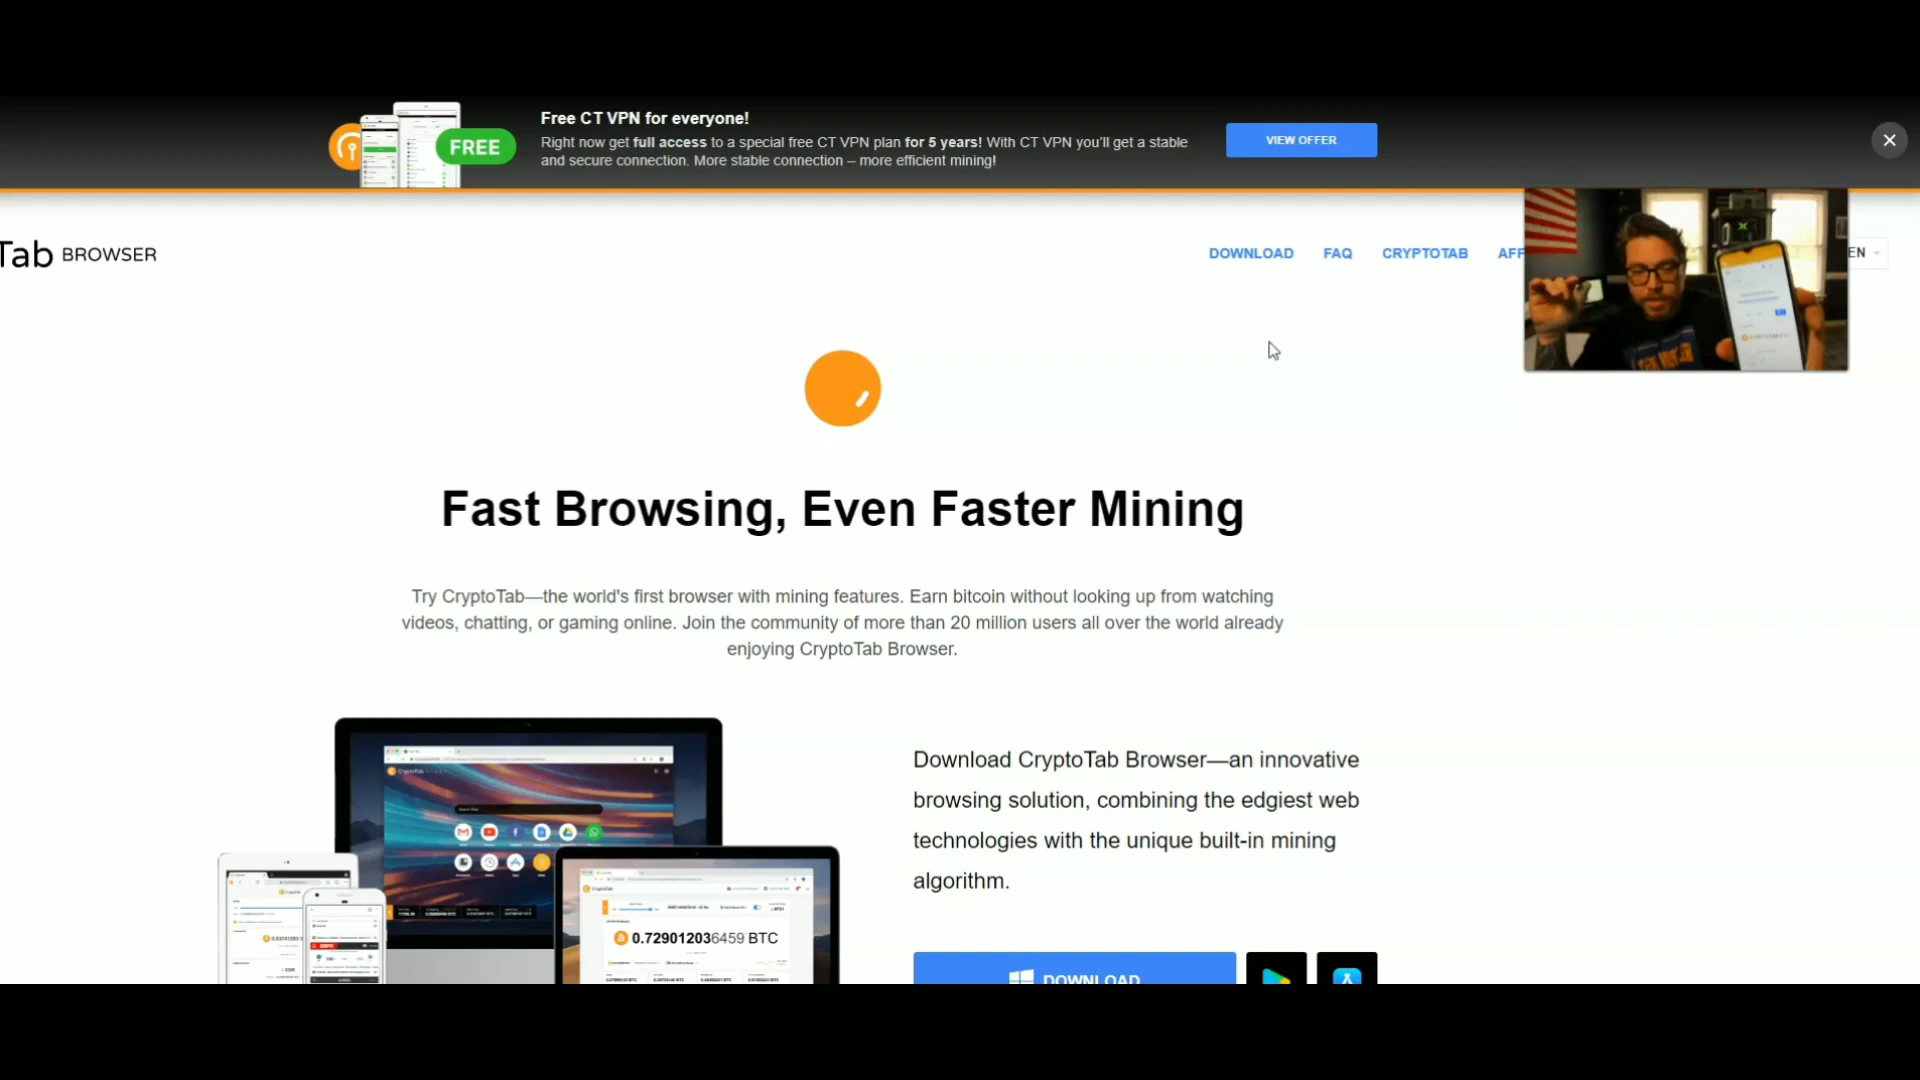 Free CT VPN for everyone!
FREE
Right now get full access to a special free CT VPN plan for 5 years! With CT VPN you'll get a stable
and secure connection. More stable connection – more efficient mining!
VIEW OFFER
Tab BROWSER
DOWNLOAD
FAQ
CRYPTOTAB
AFF
EN
Fast Browsing, Even Faster Mining
Try CryptoTab—the world's first browser with mining features. Earn bitcoin without looking up from watching
videos, chatting, or gaming online. Join the community of more than 20 million users all over the world already
enjoying CryptoTab Browser.
Download CryptoTab Browser—an innovative
browsing solution, combining the edgiest web
technologies with the unique built-in mining
algorithm.
CryptoTab
CryptoTab
0.729012036459 BTC
DOWNLOAD